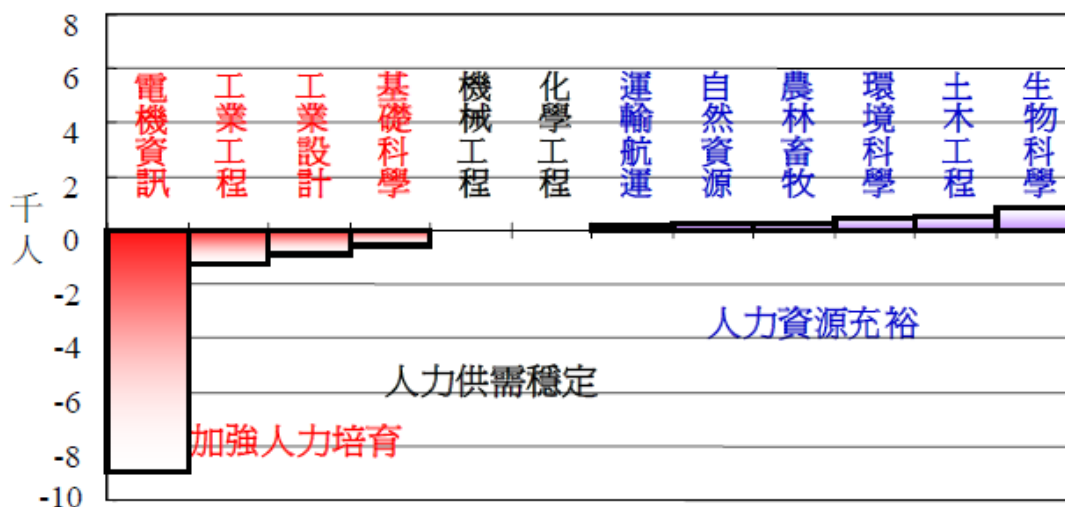 8
6
4
2
0
-2
-4
-6
-8
-10
千人
電機資訊
工業工程
工業設計
基礎科學
機械工程
化學工程
運輸航運
自然資源
農林畜牧
環境科學
土木工程
生物科學
人力資源充裕
人力供需穩定
加強人力培育